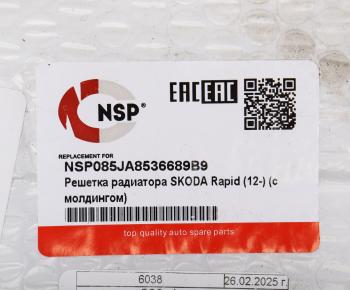 NSP®
EAC EAC
REPLACEMENT FOR
NSP085JA8536689B9
Решетка радиатора SKODA Rapid (12-) (с
молдингом)
top quality auto spare parts
6038
26.02.2025 г.